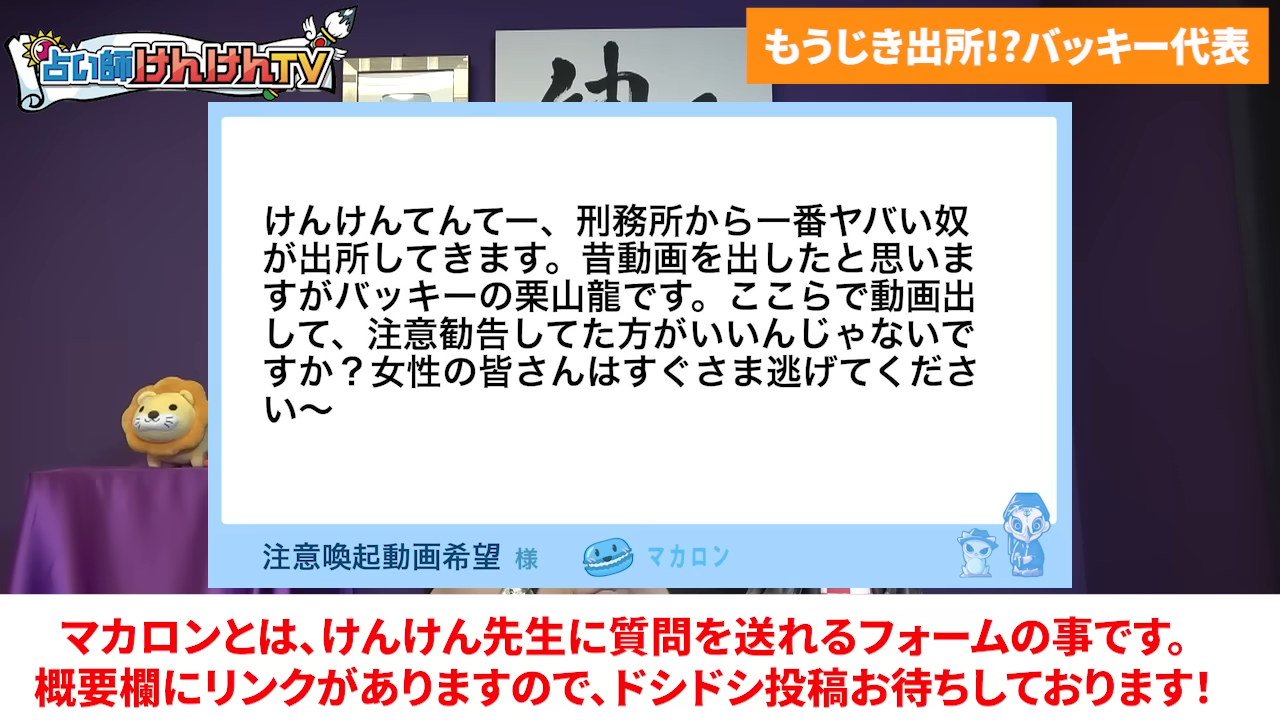 占い師けんけんTV
もうじき出所!?バッキー代表
けんけんてんてー、刑務所から一番ヤバい奴
が出所してきます。昔動画を出したと思いま
すがバッキーの栗山龍です。ここらで動画出
して、注意勧告してた方がいいんじゃないで
すか？女性の皆さんはすぐさま逃げてくださ
い〜
注意喚起動画希望 様
マカロン
マカロンとは、けんけん先生に質問を送れるフォームの事です。
概要欄にリンクがありますので、ドシドシ投稿お待ちしております!